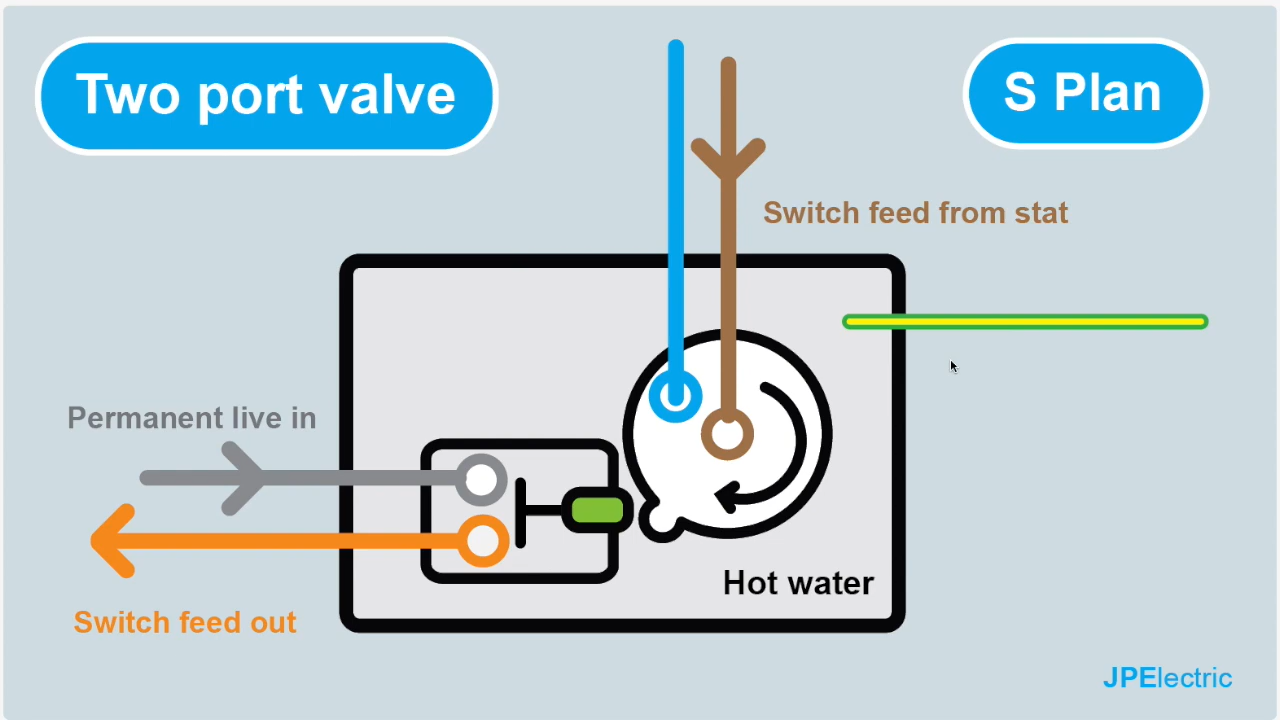 Two port valve
S Plan
Switch feed from stat
Permanent live in
Hot water
Switch feed out
JPElectric